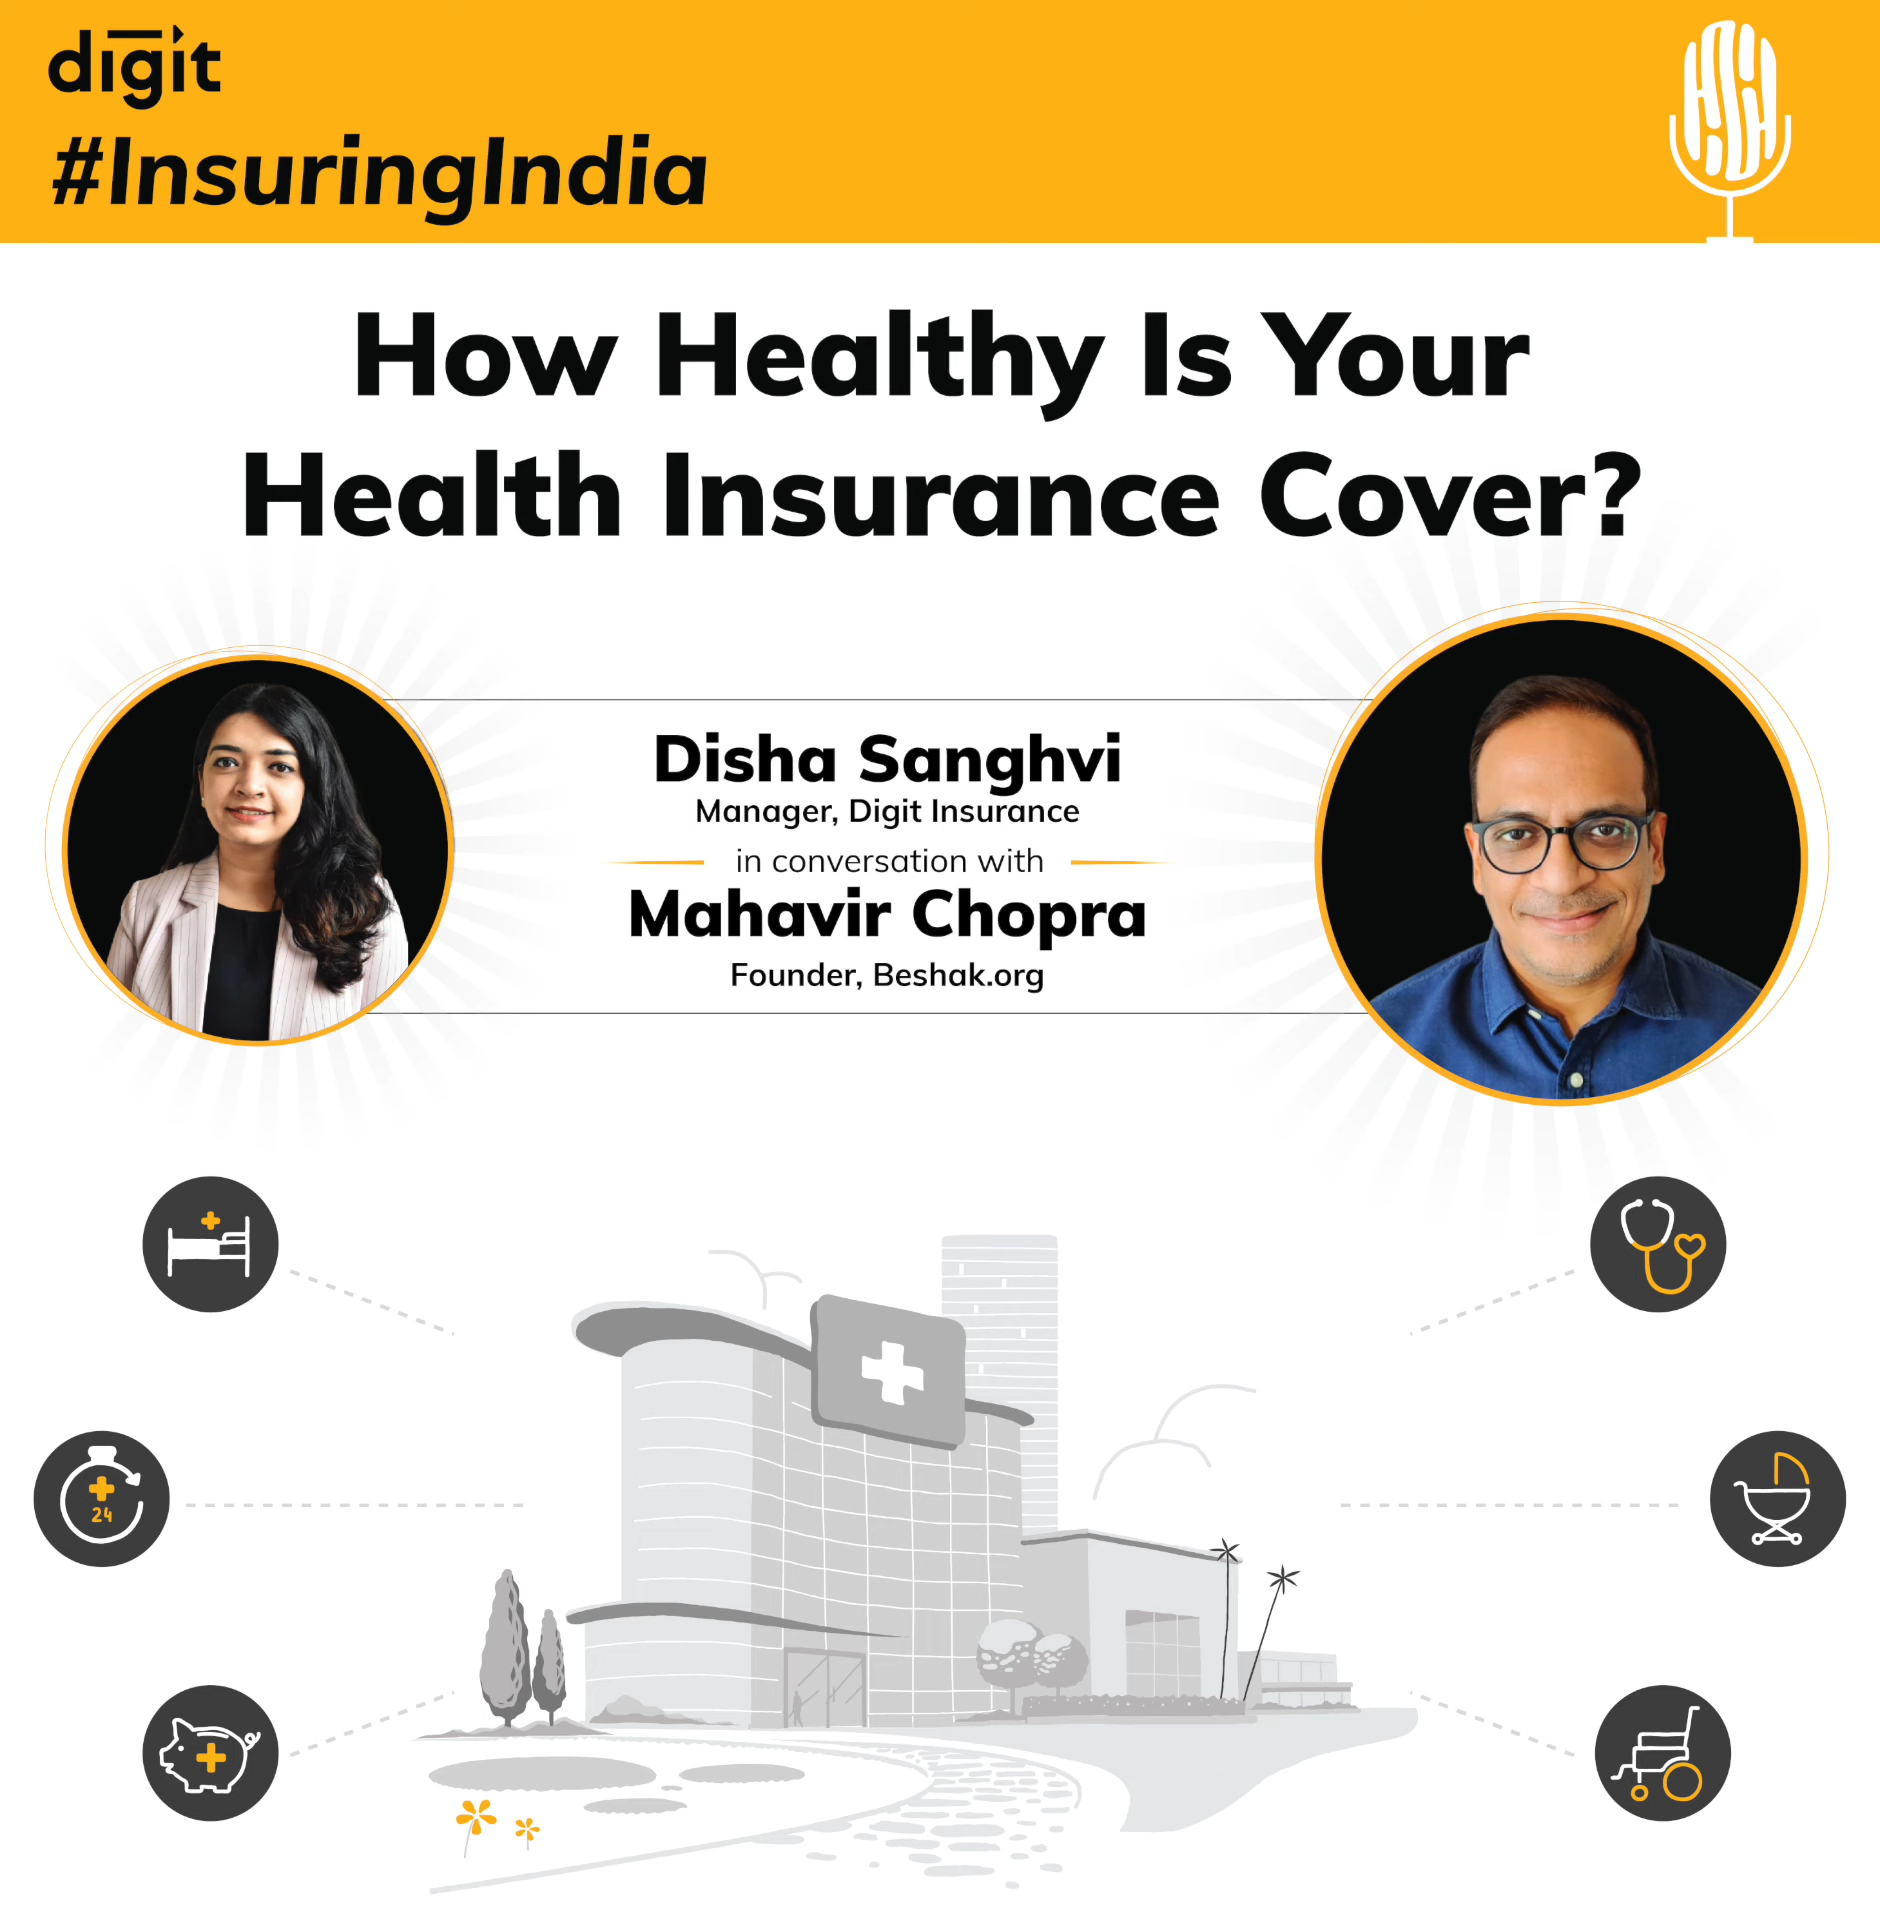 digit
#InsuringIndia
How Healthy Is Your
Health Insurance Cover?
Disha Sanghvi
Manager, Digit Insurance
in conversation with
Mahavir Chopra
Founder, Beshak.org
24